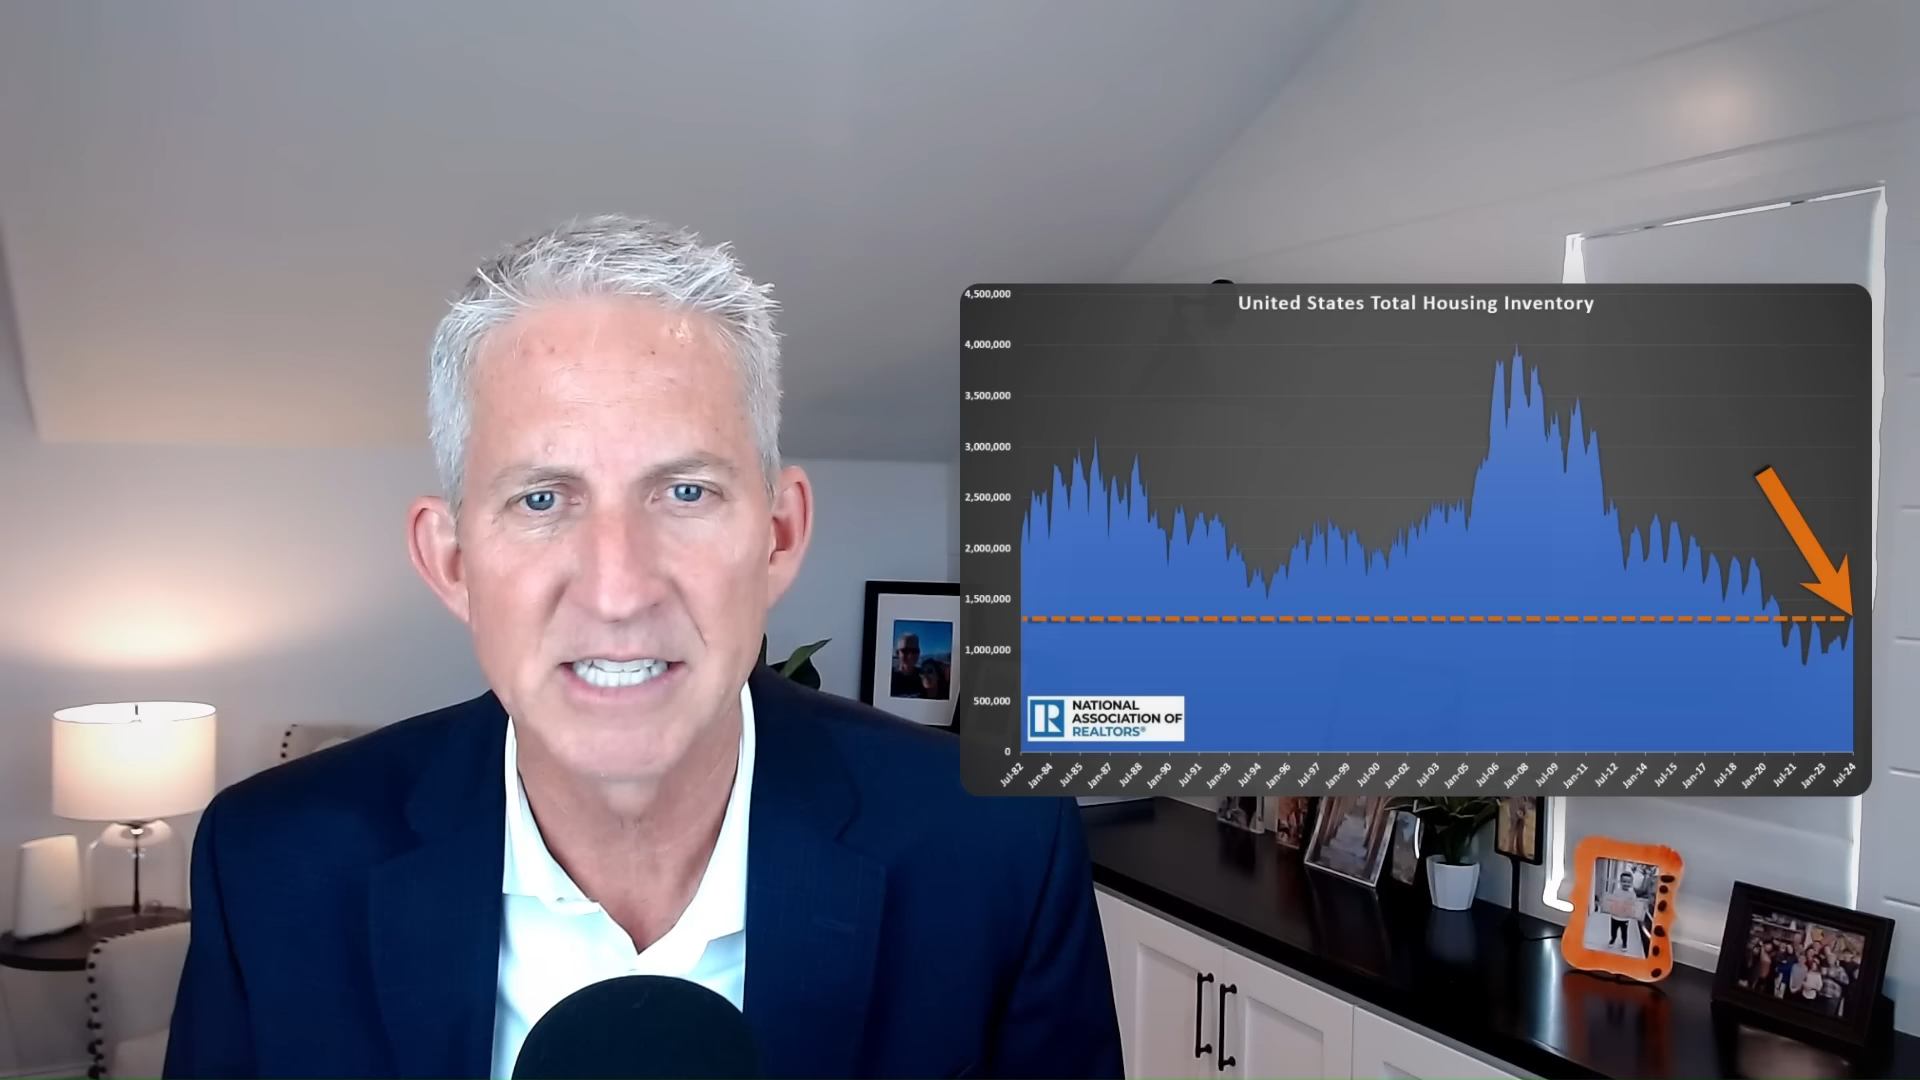 United States Total Housing Inventory
4,500,000
4,000,000
3,500,000
3,000,000
2,500,000
2,000,000
1,500,000
1,000,000
500,000
0
NATIONAL
ASSOCIATION OF
REALTORS®
Jul-82
Jan-84
Jul-85
Jan-87
Jul-88
Jan-90
Jul-91
Jan-93
Jul-94
Jan-96
Jul-97
Jan-99
Jul-00
Jan-02
Jul-03
Jan-05
Jul-06
Jan-08
Jul-09
Jan-11
Jul-12
Jan-14
Jul-15
Jan-17
Jul-18
Jan-20
Jul-21
Jan-23
Jul-24